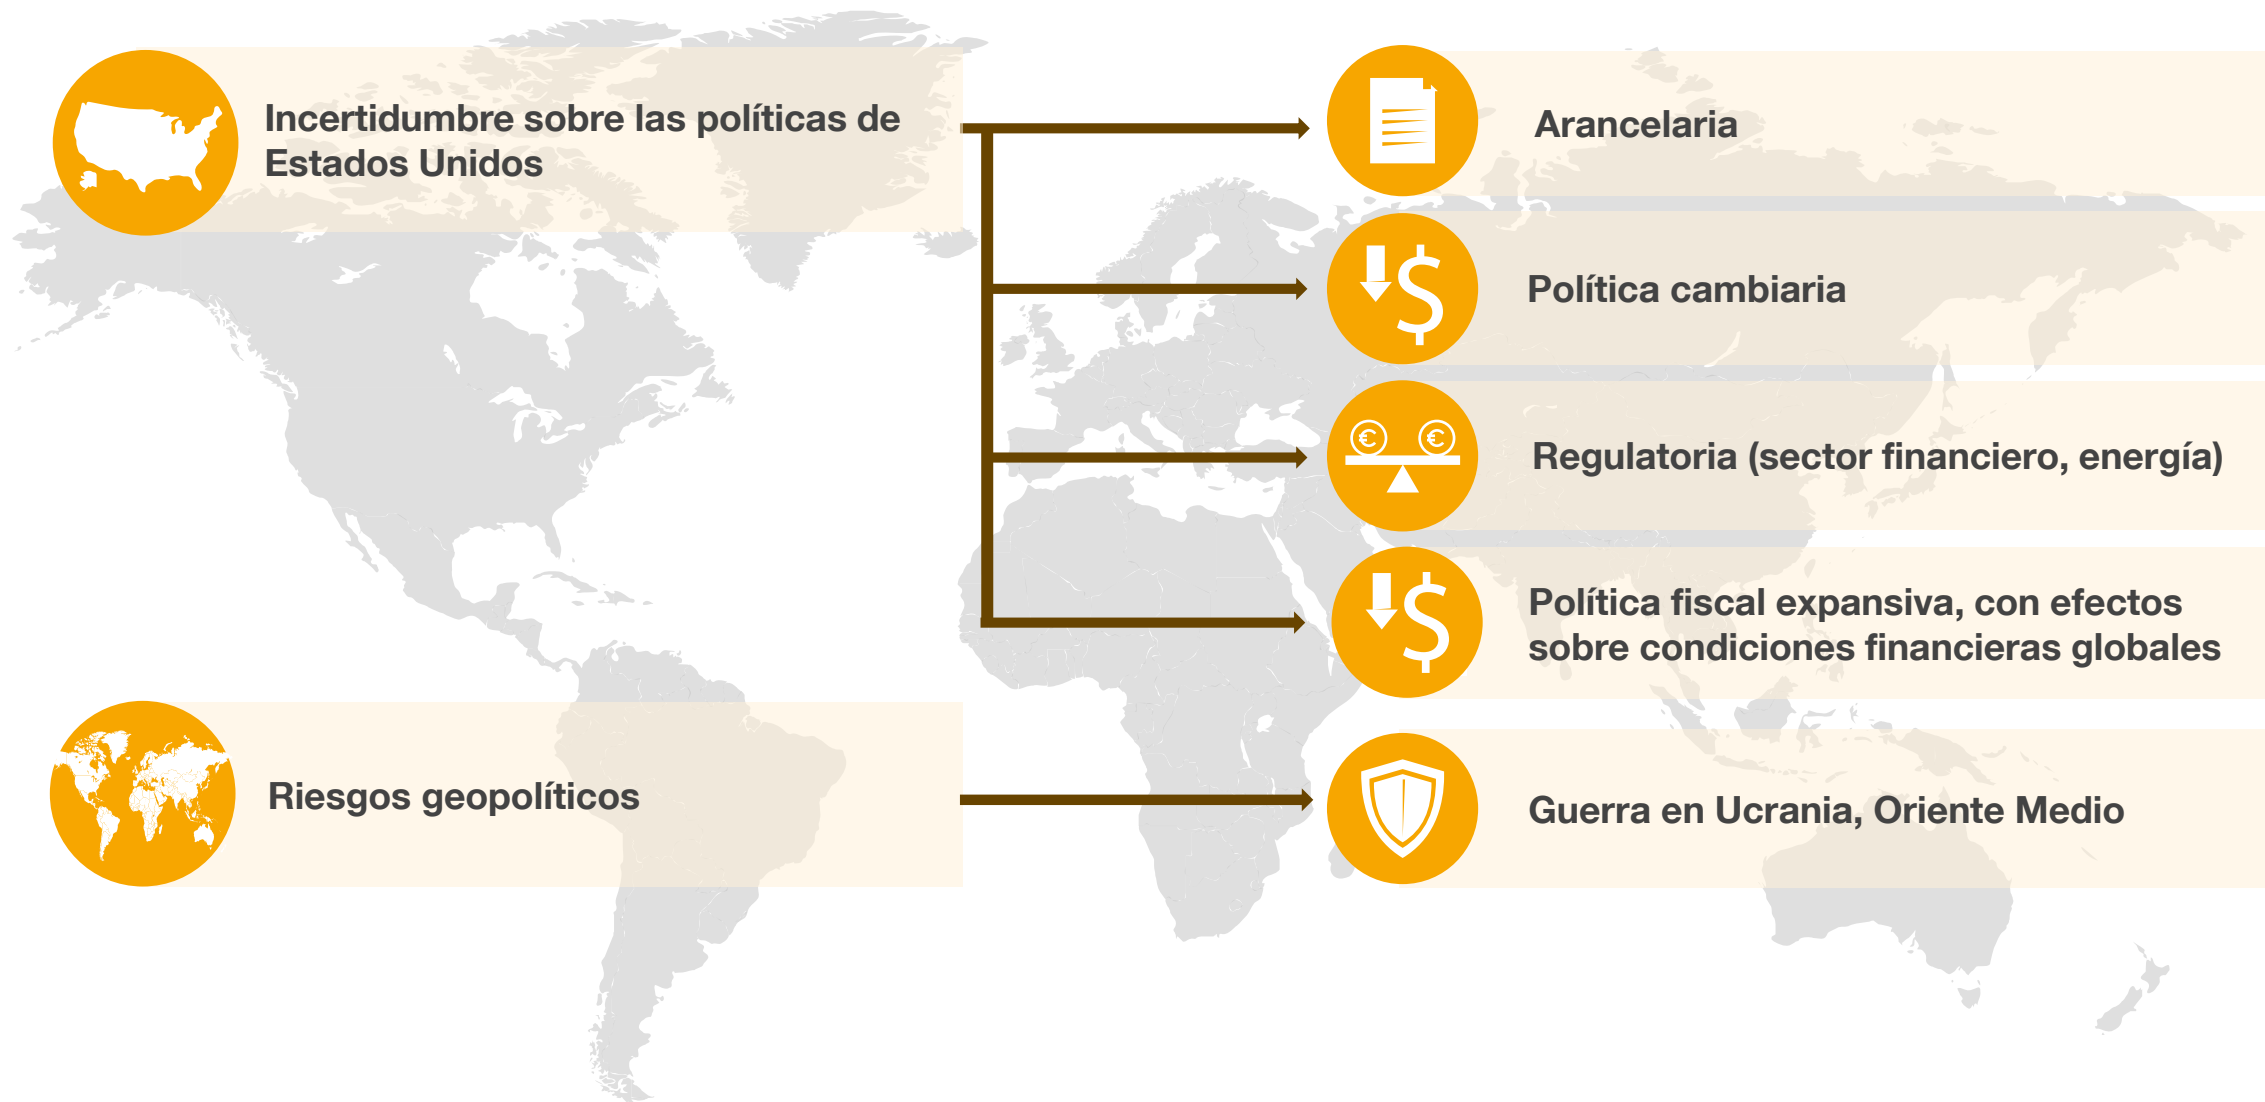 Incertidumbre sobre las políticas de
Estados Unidos
Arancelaria
$
Política cambiaria
€ €
Regulatoria (sector financiero, energía)
$
Política fiscal expansiva, con efectos
sobre condiciones financieras globales
Riesgos geopolíticos
Guerra en Ucrania, Oriente Medio